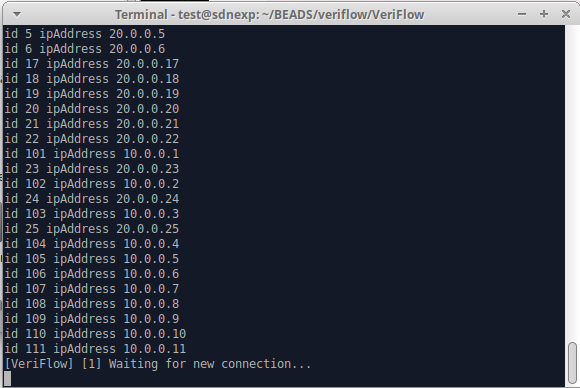 Terminal - test@sdnexp: ~/BEADS/veriflow/VeriFlow
id 5 ipAddress 20.0.0.5
id 6 ipAddress 20.0.0.6
id 17 ipAddress 20.0.0.17
id 18 ipAddress 20.0.0.18
id 19 ipAddress 20.0.0.19
id 20 ipAddress 20.0.0.20
id 21 ipAddress 20.0.0.21
id 22 ipAddress 20.0.0.22
id 101 ipAddress 10.0.0.1
id 23 ipAddress 20.0.0.23
id 102 ipAddress 10.0.0.2
id 24 ipAddress 20.0.0.24
id 103 ipAddress 10.0.0.3
id 25 ipAddress 20.0.0.25
id 104 ipAddress 10.0.0.4
id 105 ipAddress 10.0.0.5
id 106 ipAddress 10.0.0.6
id 107 ipAddress 10.0.0.7
id 108 ipAddress 10.0.0.8
id 109 ipAddress 10.0.0.9
id 110 ipAddress 10.0.0.10
id 111 ipAddress 10.0.0.11
[VeriFlow] [1] Waiting for new connection...